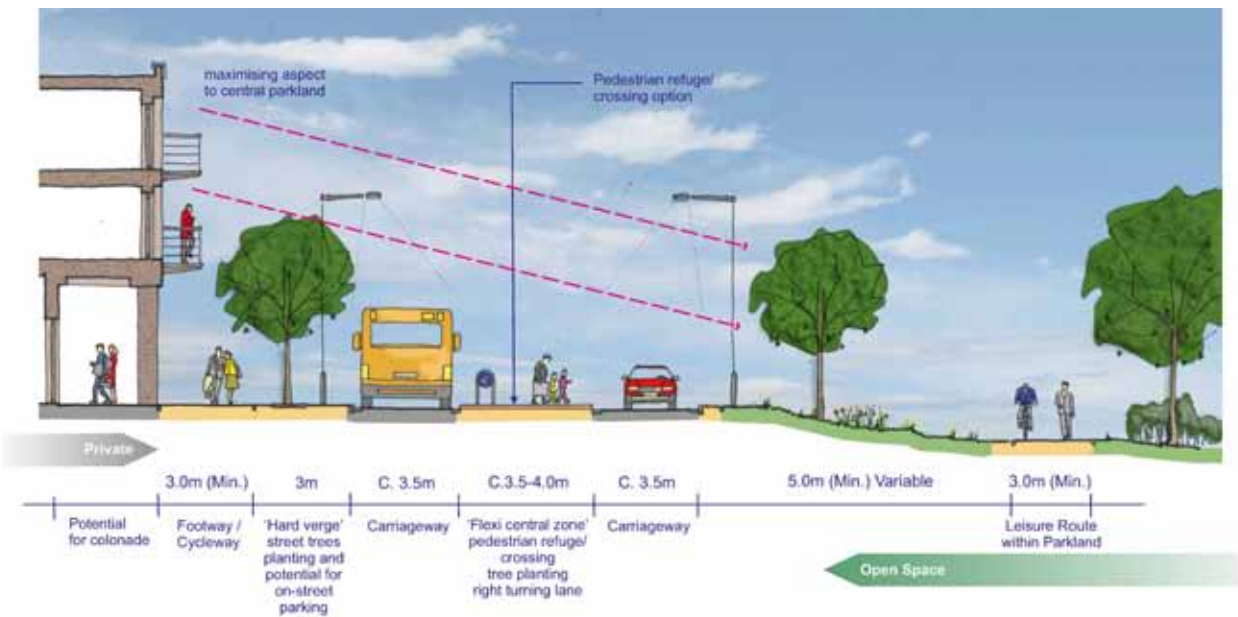 maximising aspect
to central parkland
Pedestrian refuge/
crossing option
Private
3.0m (Min.)
3m
C. 3.5m
C.3.5-4.0m
C. 3.5m
5.0m (Min.) Variable
3.0m (Min.)
Potential
for colonade
Footway /
Cycleway
'Hard verge'
street trees
planting and
potential for
on-street
parking
Carriageway
'Flexi central zone'
pedestrian refuge/
crossing
tree planting
right turning lane
Carriageway
Leisure Route
within Parkland
Open Space